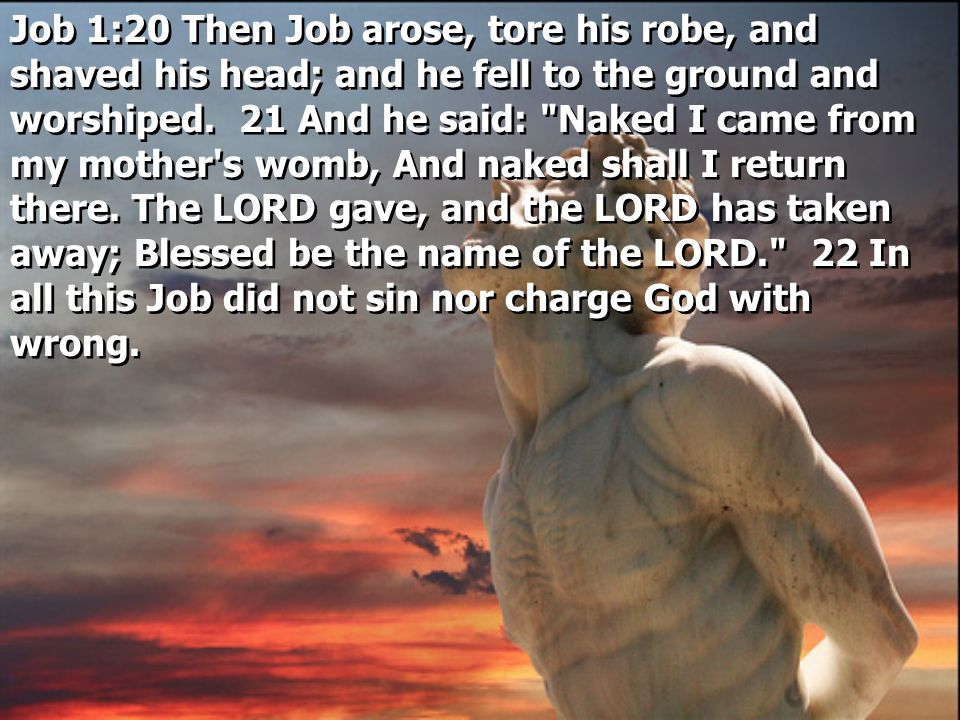 Job 1:20 Then Job arose, tore his robe, and
shaved his head; and he fell to the ground and
worshiped.  21 And he said: "Naked I came from
my mother's womb, And naked shall I return
there. The LORD gave, and the LORD has taken
away; Blessed be the name of the LORD."  22 In
all this Job did not sin nor charge God with
wrong.